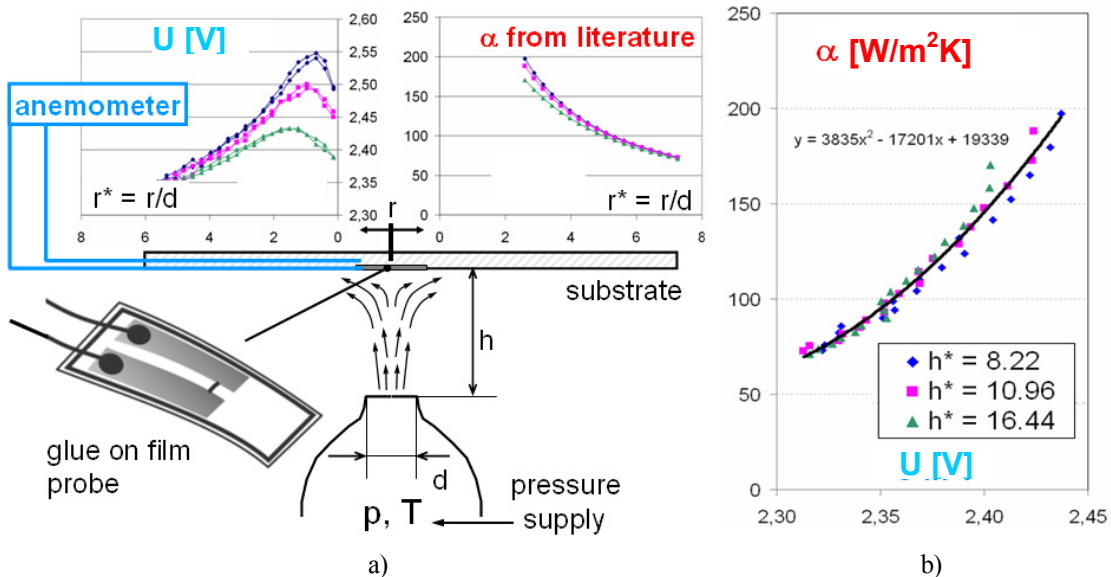 U [V]
2,60
2,55
2,50
2,45
2,40
2,35
2,30
anemometer
r* = r/d
8
6
4
2
0
α from literature
250
200
150
100
50
0
r* = r/d
0
2
4
6
8
r
substrate
h
glue on film
probe
d
p, T
pressure
supply
a)
α [W/m²K]
250
200
150
100
50
0
y = 3835x² - 17201x + 19339
h* = 8.22
h* = 10.96
h* = 16.44
U [V]
2,30
2,35
2,40
2,45
b)